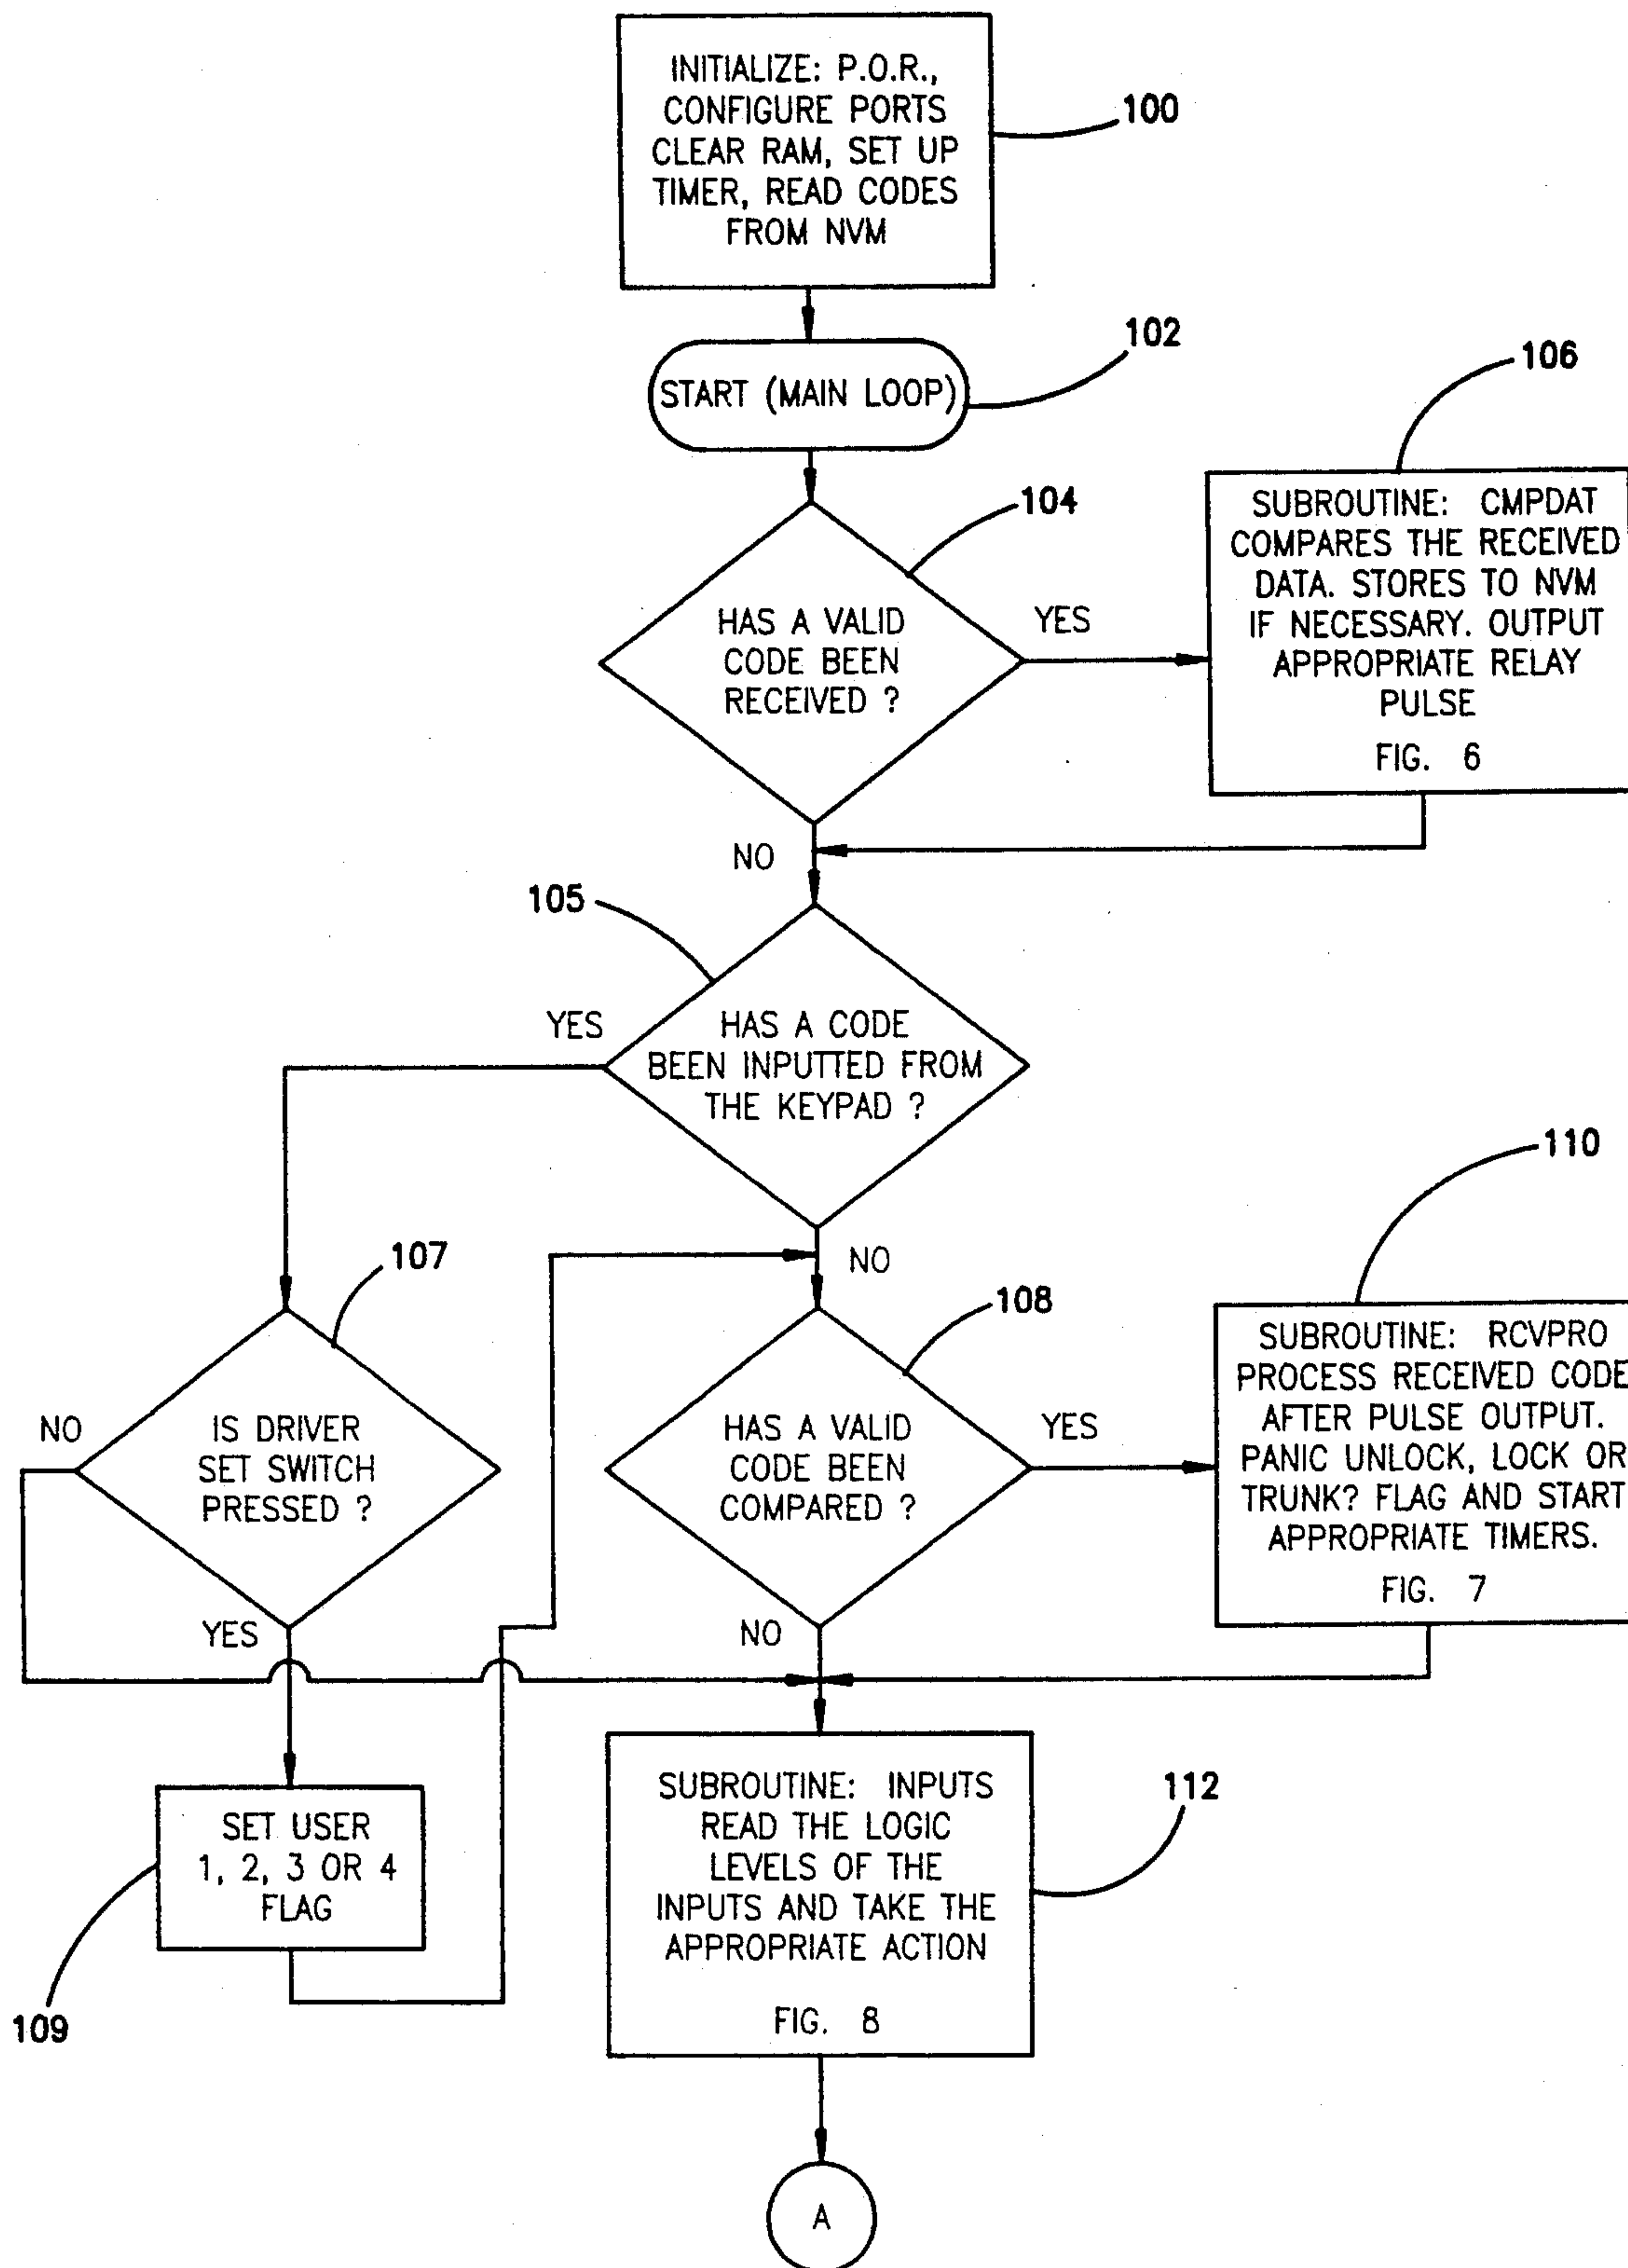 INITIALIZE: P.O.R.,
CONFIGURE PORTS
CLEAR RAM, SET UP
TIMER, READ CODES
FROM NVM
100
START (MAIN LOOP)
102
HAS A VALID
CODE BEEN
RECEIVED ?
104
YES
NO
SUBROUTINE: CMPDAT
COMPARES THE RECEIVED
DATA. STORES TO NVM
IF NECESSARY. OUTPUT
APPROPRIATE RELAY
PULSE
FIG. 6
106
105
YES
HAS A CODE
BEEN INPUTTED FROM
THE KEYPAD ?
NO
107
NO
IS DRIVER
SET SWITCH
PRESSED ?
YES
108
HAS A VALID
CODE BEEN
COMPARED ?
YES
NO
110
SUBROUTINE: RCVPRO
PROCESS RECEIVED CODE
AFTER PULSE OUTPUT.
PANIC UNLOCK, LOCK OR
TRUNK? FLAG AND START
APPROPRIATE TIMERS.
FIG. 7
SET USER
1, 2, 3 OR 4
FLAG
109
SUBROUTINE: INPUTS
READ THE LOGIC
LEVELS OF THE
INPUTS AND TAKE THE
APPROPRIATE ACTION
FIG. 8
112
A